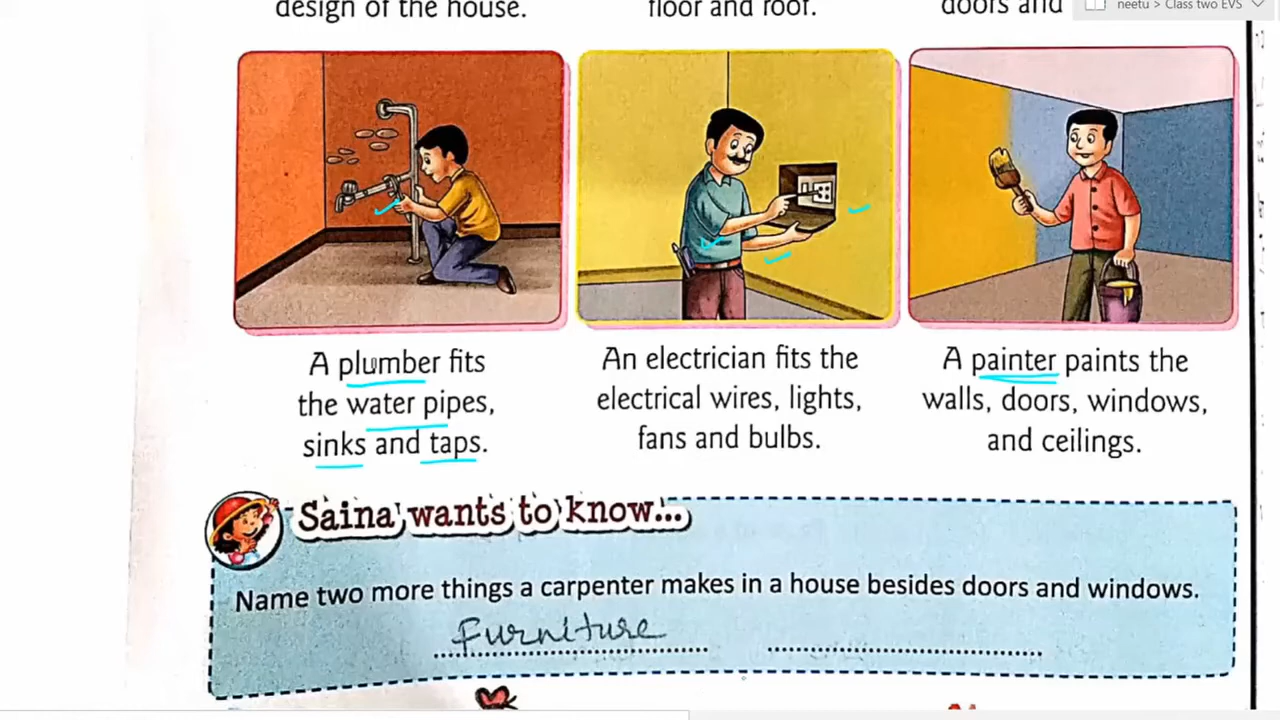 design of the house.
floor and roof.
doors and
neetu > Class two EVS
A plumber fits
the water pipes,
sinks and taps.
An electrician fits the
electrical wires, lights,
fans and bulbs.
A painter paints the
walls, doors, windows,
and ceilings.
Saina wants to know...
Name two more things a carpenter makes in a house besides doors and windows.
Furniture